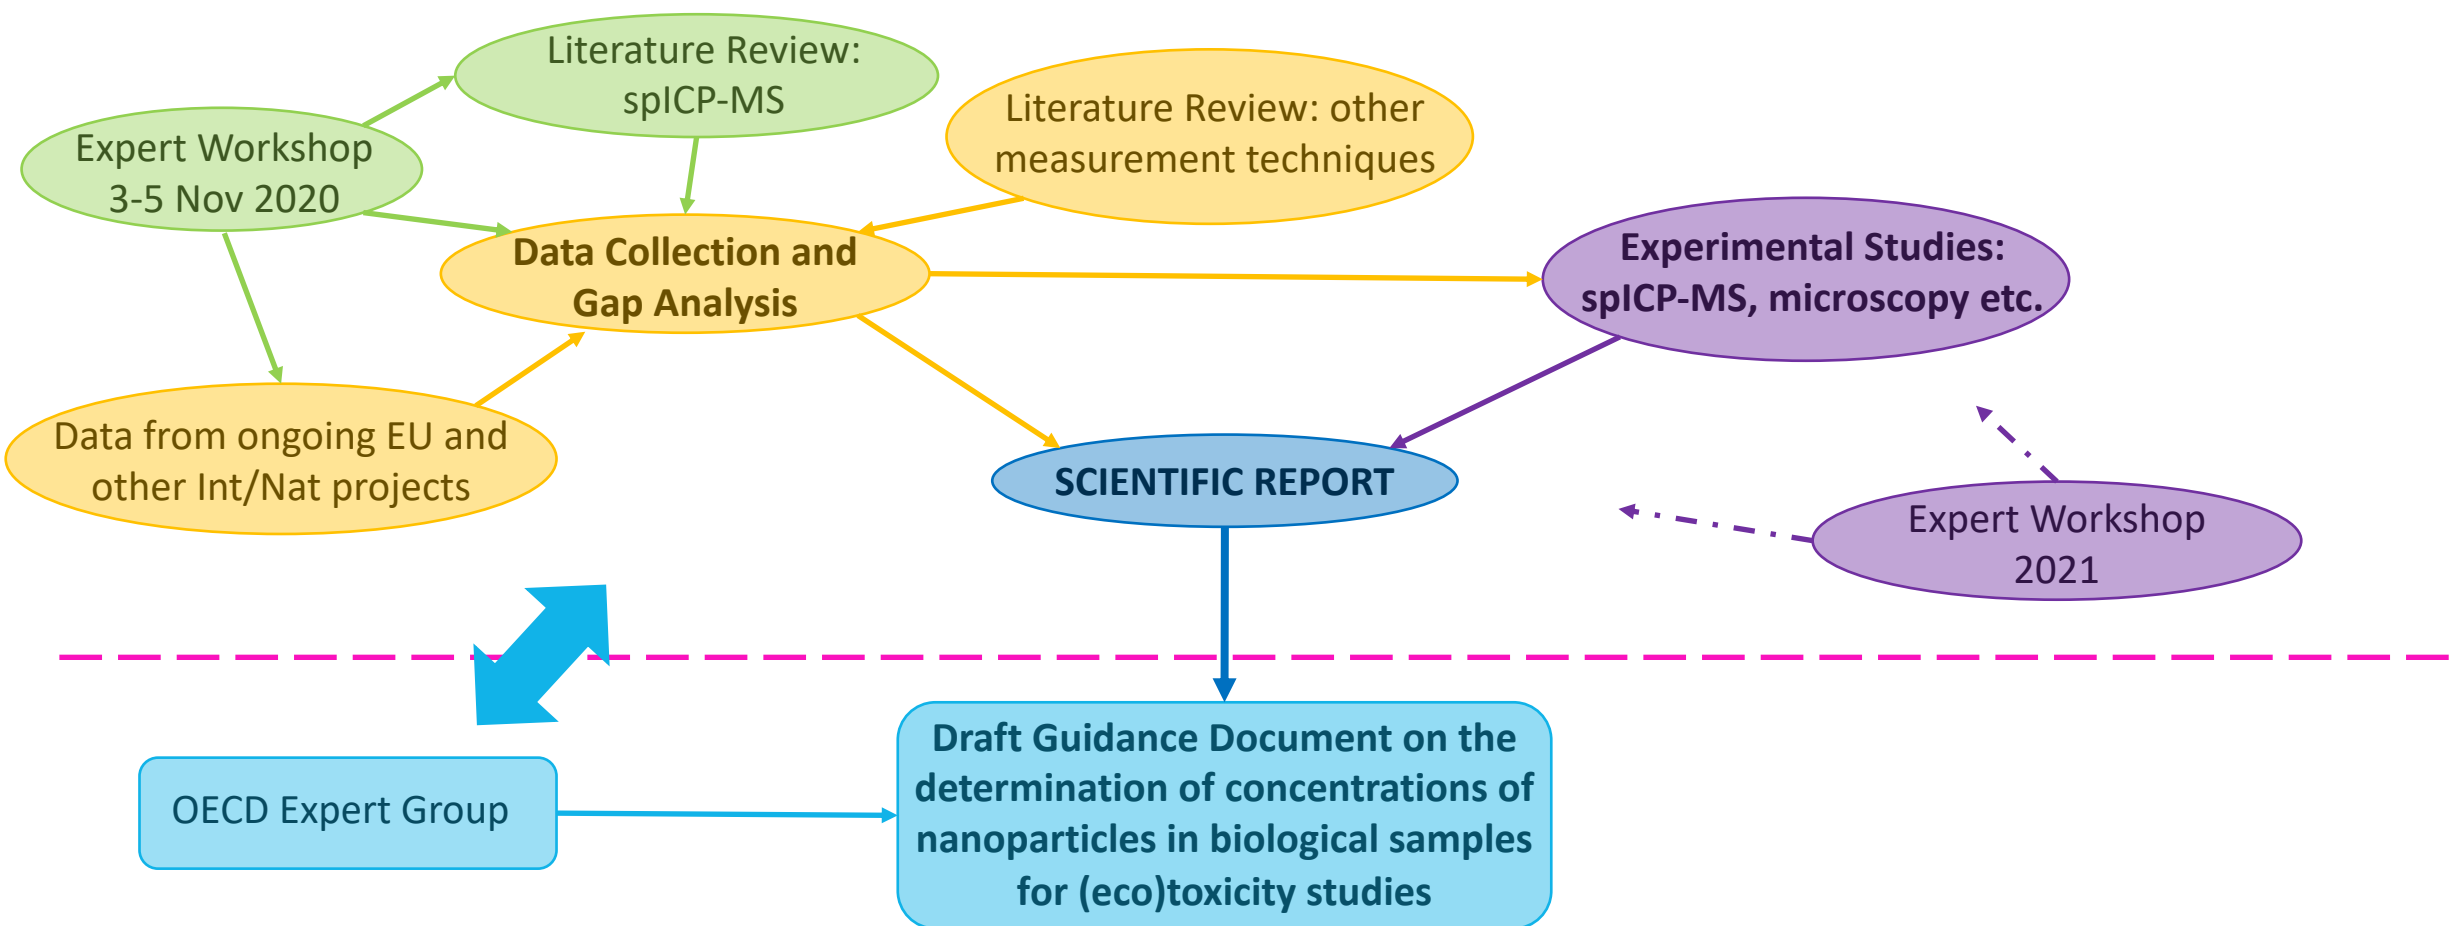 Literature Review:
spICP-MS
Expert Workshop
3-5 Nov 2020
Literature Review: other
measurement techniques
Data Collection and
Gap Analysis
Experimental Studies:
spICP-MS, microscopy etc.
Data from ongoing EU and
other Int/Nat projects
SCIENTIFIC REPORT
Expert Workshop
2021
OECD Expert Group
Draft Guidance Document on the
determination of concentrations of
nanoparticles in biological samples
for (eco)toxicity studies